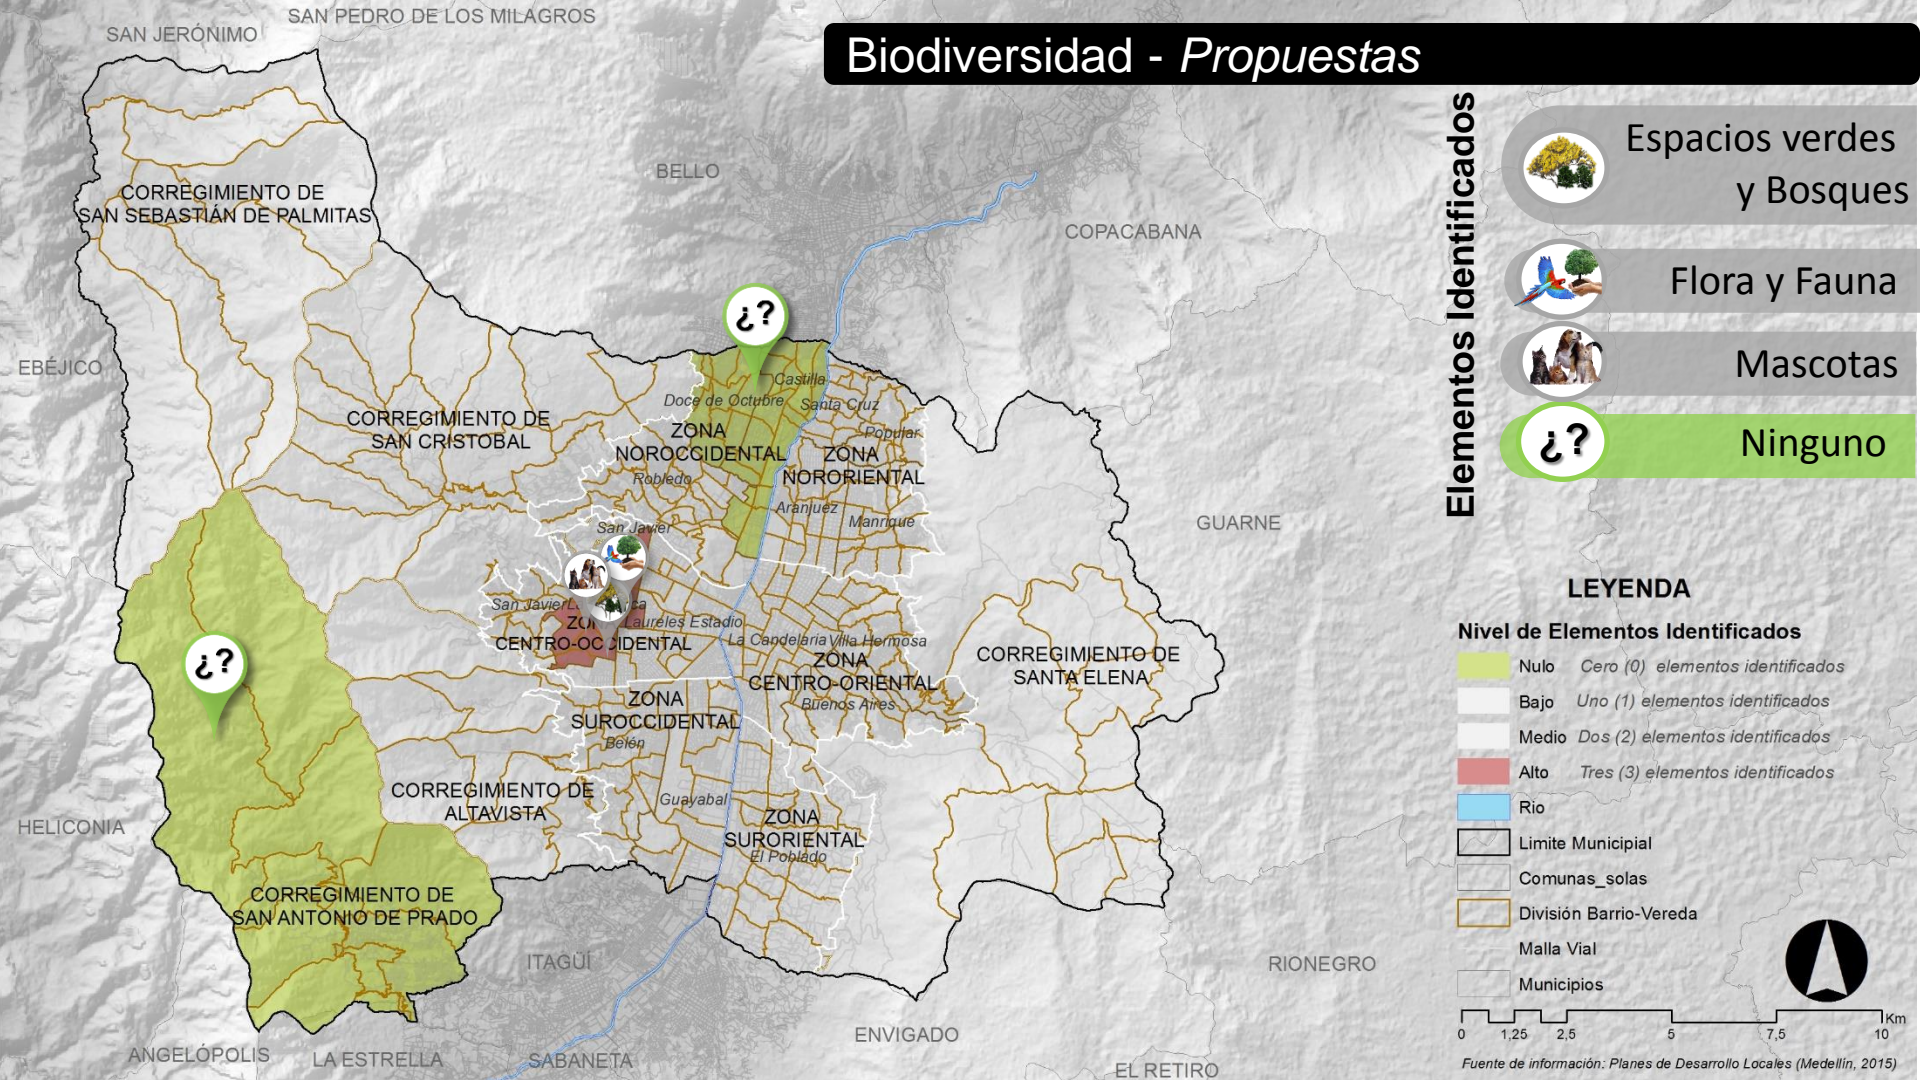 SAN PEDRO DE LOS MILAGROS
SAN JERÓNIMO
Biodiversidad - Propuestas
Elementos Identificados
Espacios verdes
y Bosques
Flora y Fauna
Mascotas
¿?
Ninguno
BELLO
COPACABANA
CORREGIMIENTO DE
SAN SEBASTIÁN DE PALMITAS
¿?
EBÉJICO
Castilla
Doce de Octubre
Santa Cruz
CORREGIMIENTO DE
SAN CRISTOBAL
ZONA
NOROCCIDENTAL
Popular
ZONA
NORORIENTAL
Robledo
Aranjuez
Manrique
GUARNE
San Javier
San Javier
Laureles Estadio
CENTRO-OCCIDENTAL
La Candelaria
Villa Hermosa
ZONA
CENTRO-ORIENTAL
Buenos Aires
CORREGIMIENTO DE
SANTA ELENA
¿?
ZONA
SUROCCIDENTAL
Belén
CORREGIMIENTO DE
ALTAVISTA
Guayabal
ZONA
SURORIENTAL
El Poblado
HELICONIA
CORREGIMIENTO DE
SAN ANTONIO DE PRADO
ITAGÜÍ
RIONEGRO
ENVIGADO
ANGELÓPOLIS
LA ESTRELLA
SABANETA
EL RETIRO
LEYENDA
Nivel de Elementos Identificados
Nulo Cero (0) elementos identificados
Bajo Uno (1) elementos identificados
Medio Dos (2) elementos identificados
Alto Tres (3) elementos identificados
Rio
Limite Municipial
Comunas_solas
División Barrio-Vereda
Malla Vial
Municipios
Km
0 1,25 2,5 5 7,5 10
Fuente de información: Planes de Desarrollo Locales (Medellín, 2015)